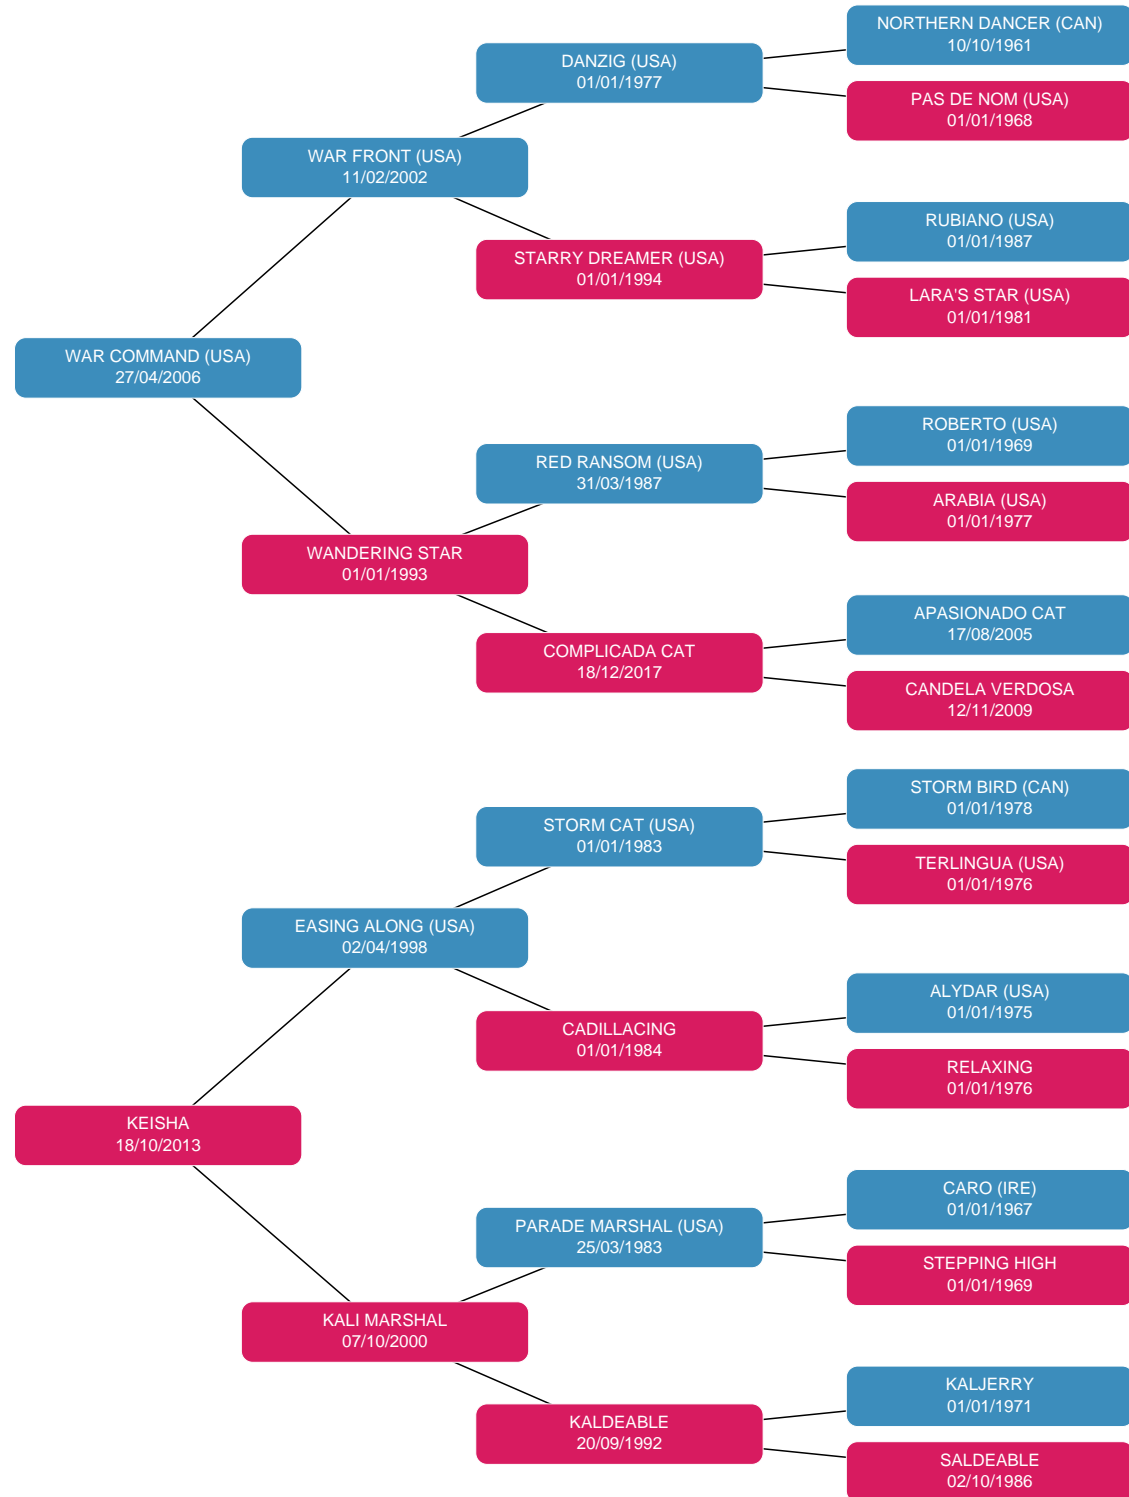 NORTHERN DANCER (CAN)
10/10/1961
DANZIG (USA)
01/01/1977
PAS DE NOM (USA)
01/01/1968
WAR FRONT (USA)
11/02/2002
RUBIANO (USA)
01/01/1987
STARRY DREAMER (USA)
01/01/1994
LARA'S STAR (USA)
01/01/1981
WAR COMMAND (USA)
27/04/2006
ROBERTO (USA)
01/01/1969
RED RANSOM (USA)
31/03/1987
ARABIA (USA)
01/01/1977
WANDERING STAR
01/01/1993
APASIONADO CAT
17/08/2005
COMPLICADA CAT
18/12/2017
CANDELA VERDOSA
12/11/2009
STORM BIRD (CAN)
01/01/1978
STORM CAT (USA)
01/01/1983
TERLINGUA (USA)
01/01/1976
EASING ALONG (USA)
02/04/1998
ALYDAR (USA)
01/01/1975
CADILLACING
01/01/1984
RELAXING
01/01/1976
KEISHA
18/10/2013
CARO (IRE)
01/01/1967
PARADE MARSHAL (USA)
25/03/1983
STEPPING HIGH
01/01/1969
KALI MARSHAL
07/10/2000
KALJERRY
01/01/1971
KALDEABLE
20/09/1992
SALDEABLE
02/10/1986